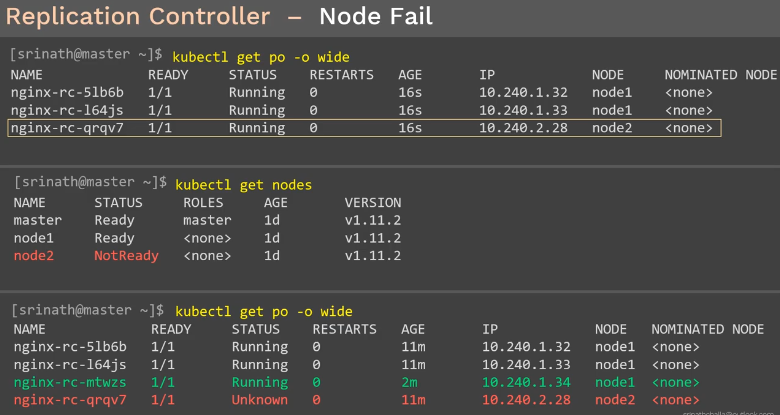 Replication Controller – Node Fail
[srinath@master ~]$ kubectl get po -o wide
NAME READY STATUS RESTARTS AGE IP NODE NOMINATED NODE
nginx-rc-5lb6b 1/1 Running 0 16s 10.240.1.32 node1 <none>
nginx-rc-l64js 1/1 Running 0 16s 10.240.1.33 node1 <none>
nginx-rc-qrqv7 1/1 Running 0 16s 10.240.2.28 node2 <none>
[srinath@master ~]$ kubectl get nodes
NAME STATUS ROLES AGE VERSION
master Ready master 1d v1.11.2
node1 Ready <none> 1d v1.11.2
node2 NotReady <none> 1d v1.11.2
[srinath@master ~]$ kubectl get po -o wide
NAME READY STATUS RESTARTS AGE IP NODE NOMINATED NODE
nginx-rc-5lb6b 1/1 Running 0 11m 10.240.1.32 node1 <none>
nginx-rc-l64js 1/1 Running 0 11m 10.240.1.33 node1 <none>
nginx-rc-mtwzs 1/1 Running 0 2m 10.240.1.34 node1 <none>
nginx-rc-qrqv7 1/1 Unknown 0 11m 10.240.2.28 node2 <none>